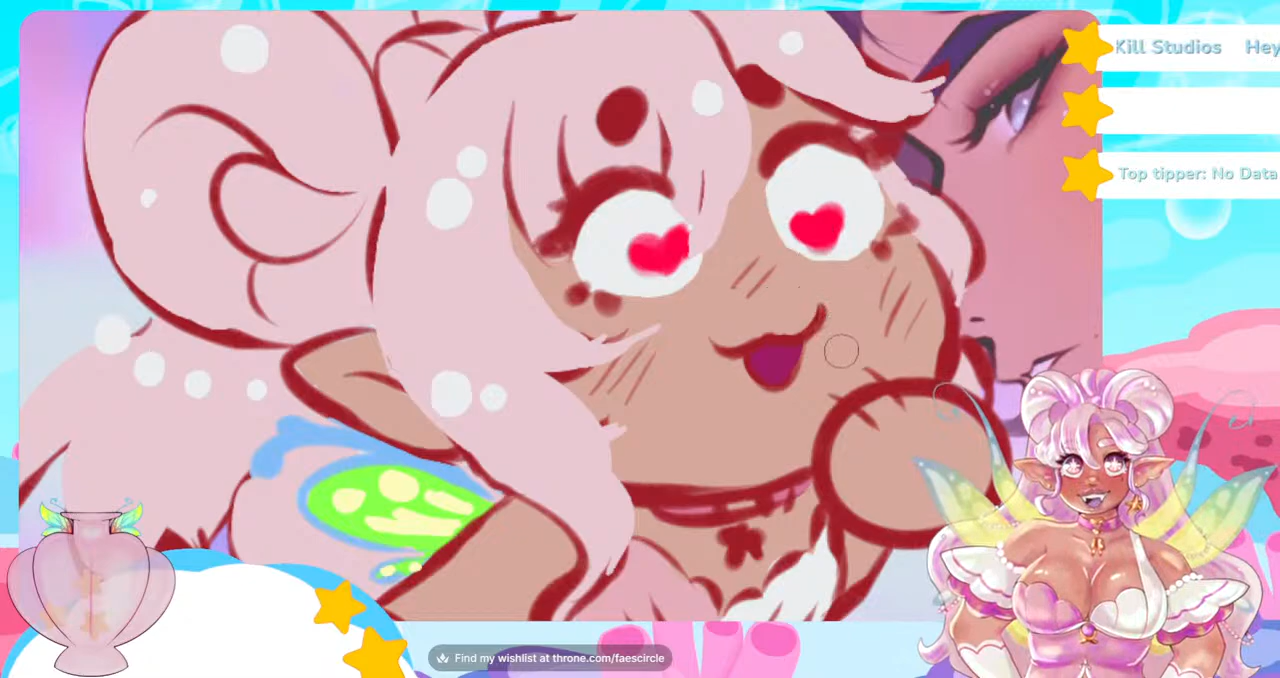 Kill Studios Hey
Top tipper: No Data
Find my wishlist at throne.com/faescircle